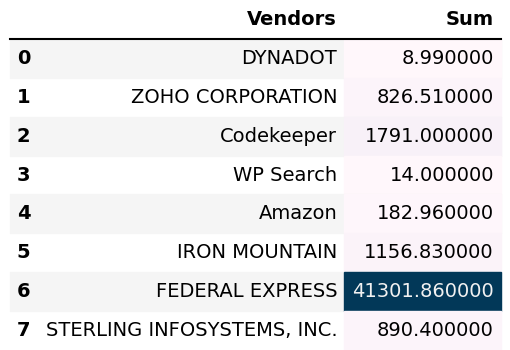 Vendors Sum
0 DYNADOT 8.990000
1 ZOHO CORPORATION 826.510000
2 Codekeeper 1791.000000
3 WP Search 14.000000
4 Amazon 182.960000
5 IRON MOUNTAIN 1156.830000
6 FEDERAL EXPRESS 41301.860000
7 STERLING INFOSYSTEMS, INC. 890.400000